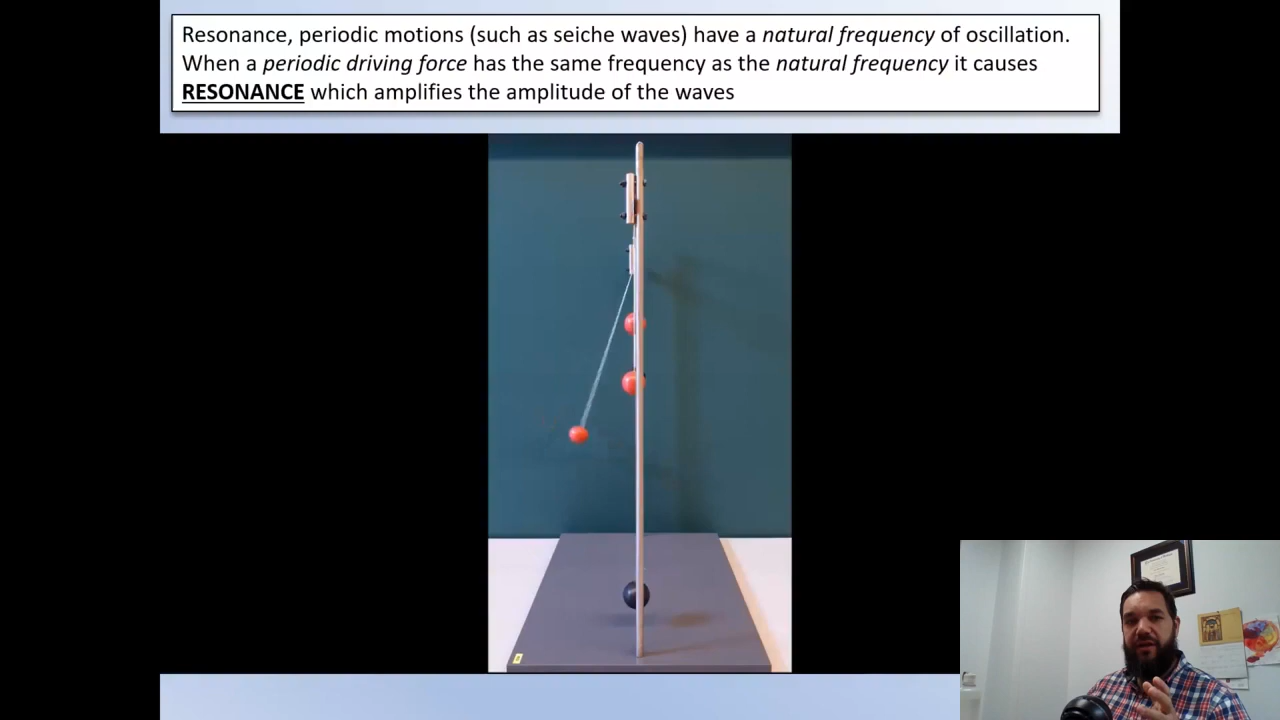 Resonance, periodic motions (such as seiche waves) have a natural frequency of oscillation.
When a periodic driving force has the same frequency as the natural frequency it causes
RESONANCE which amplifies the amplitude of the waves